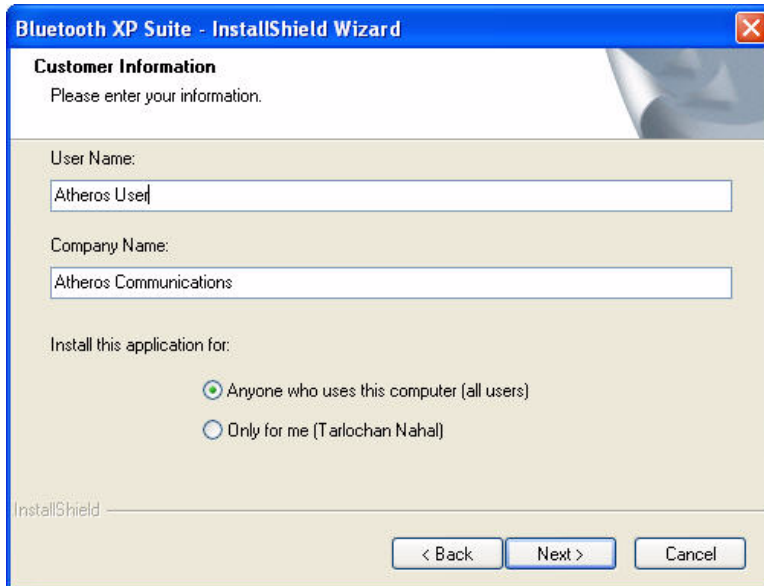 Bluetooth XP Suite - InstallShield Wizard
Customer Information
Please enter your information.
User Name:
Atheros User
Company Name:
Atheros Communications
Install this application for:
Anyone who uses this computer (all users)
Only for me (Tarlochan Nahal)
InstallShield
< Back Next > Cancel